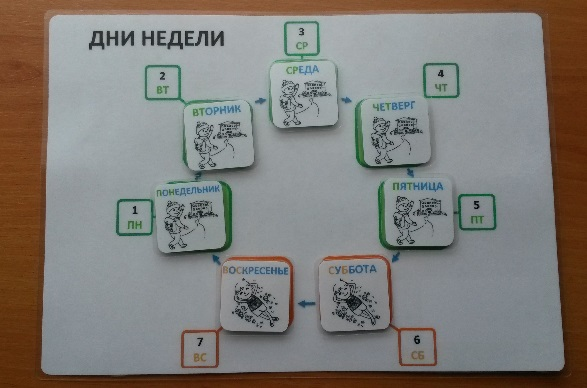 ДНИ НЕДЕЛИ
1
ПН
ПОНЕДЕЛЬНИК
2
ВТ
ВТОРНИК
3
СР
СРЕДА
4
ЧТ
ЧЕТВЕРГ
5
ПТ
ПЯТНИЦА
6
СБ
СУББОТА
7
ВС
ВОСКРЕСЕНЬЕ